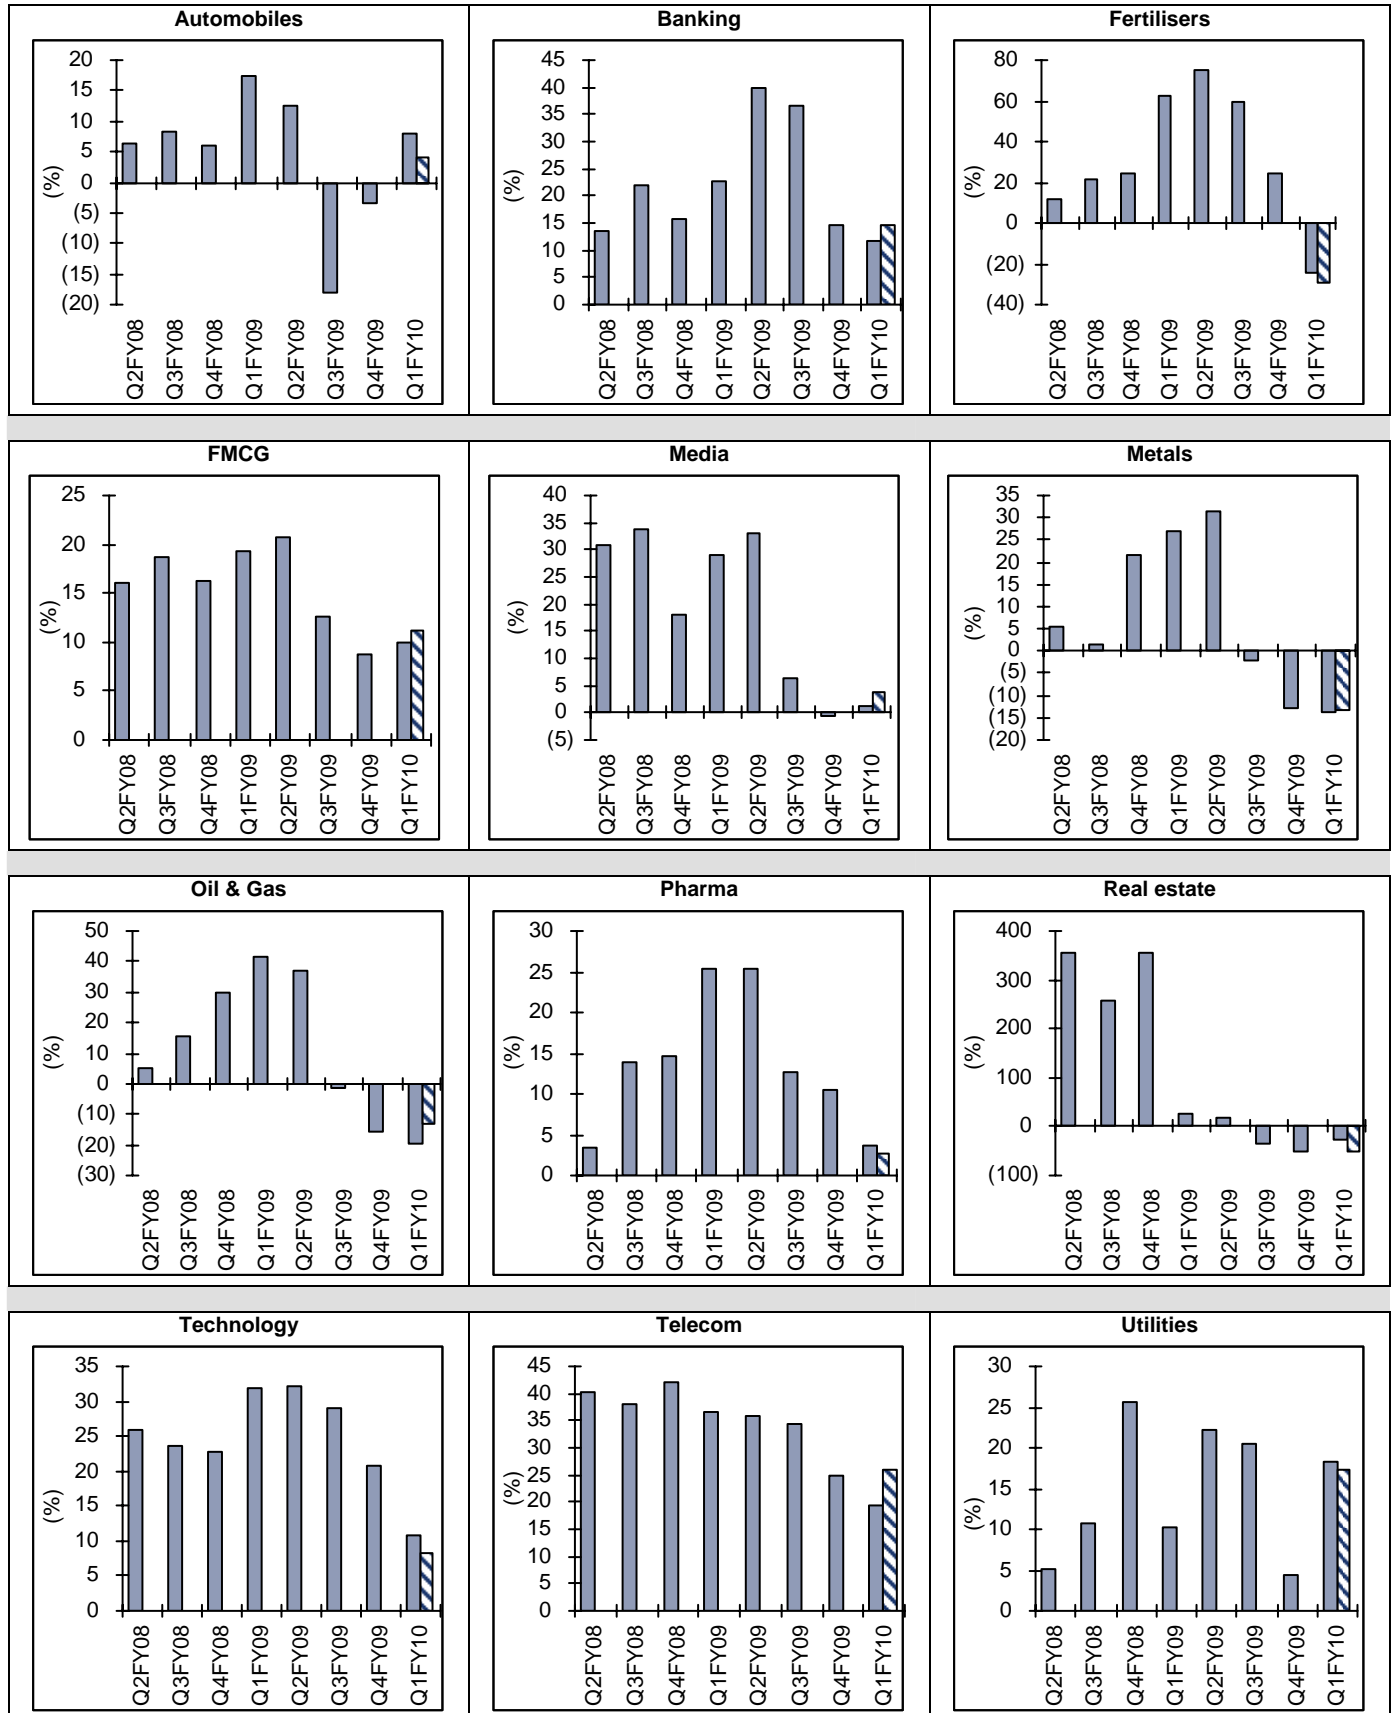 Automobiles
20
15
10
5
0
(5)
(10)
(15)
(20)
(%)
Q2FY08
Q3FY08
Q4FY08
Q1FY09
Q2FY09
Q3FY09
Q4FY09
Q1FY10
Banking
45
40
35
30
25
20
15
10
5
0
(%)
Q2FY08
Q3FY08
Q4FY08
Q1FY09
Q2FY09
Q3FY09
Q4FY09
Q1FY10
Fertilisers
80
60
40
20
0
(20)
(40)
(%)
Q2FY08
Q3FY08
Q4FY08
Q1FY09
Q2FY09
Q3FY09
Q4FY09
Q1FY10
FMCG
25
20
15
10
5
0
(%)
Q2FY08
Q3FY08
Q4FY08
Q1FY09
Q2FY09
Q3FY09
Q4FY09
Q1FY10
Media
40
35
30
25
20
15
10
5
0
(5)
(%)
Q2FY08
Q3FY08
Q4FY08
Q1FY09
Q2FY09
Q3FY09
Q4FY09
Q1FY10
Metals
35
30
25
20
15
10
5
0
(5)
(10)
(15)
(20)
(%)
Q2FY08
Q3FY08
Q4FY08
Q1FY09
Q2FY09
Q3FY09
Q4FY09
Q1FY10
Oil & Gas
50
40
30
20
10
0
(10)
(20)
(30)
(%)
Q2FY08
Q3FY08
Q4FY08
Q1FY09
Q2FY09
Q3FY09
Q4FY09
Q1FY10
Pharma
30
25
20
15
10
5
0
(%)
Q2FY08
Q3FY08
Q4FY08
Q1FY09
Q2FY09
Q3FY09
Q4FY09
Q1FY10
Real estate
400
300
200
100
0
(100)
(%)
Q2FY08
Q3FY08
Q4FY08
Q1FY09
Q2FY09
Q3FY09
Q4FY09
Q1FY10
Technology
35
30
25
20
15
10
5
0
(%)
Q2FY08
Q3FY08
Q4FY08
Q1FY09
Q2FY09
Q3FY09
Q4FY09
Q1FY10
Telecom
45
40
35
30
25
20
15
10
5
0
(%)
Q2FY08
Q3FY08
Q4FY08
Q1FY09
Q2FY09
Q3FY09
Q4FY09
Q1FY10
Utilities
30
25
20
15
10
5
0
(%)
Q2FY08
Q3FY08
Q4FY08
Q1FY09
Q2FY09
Q3FY09
Q4FY09
Q1FY10